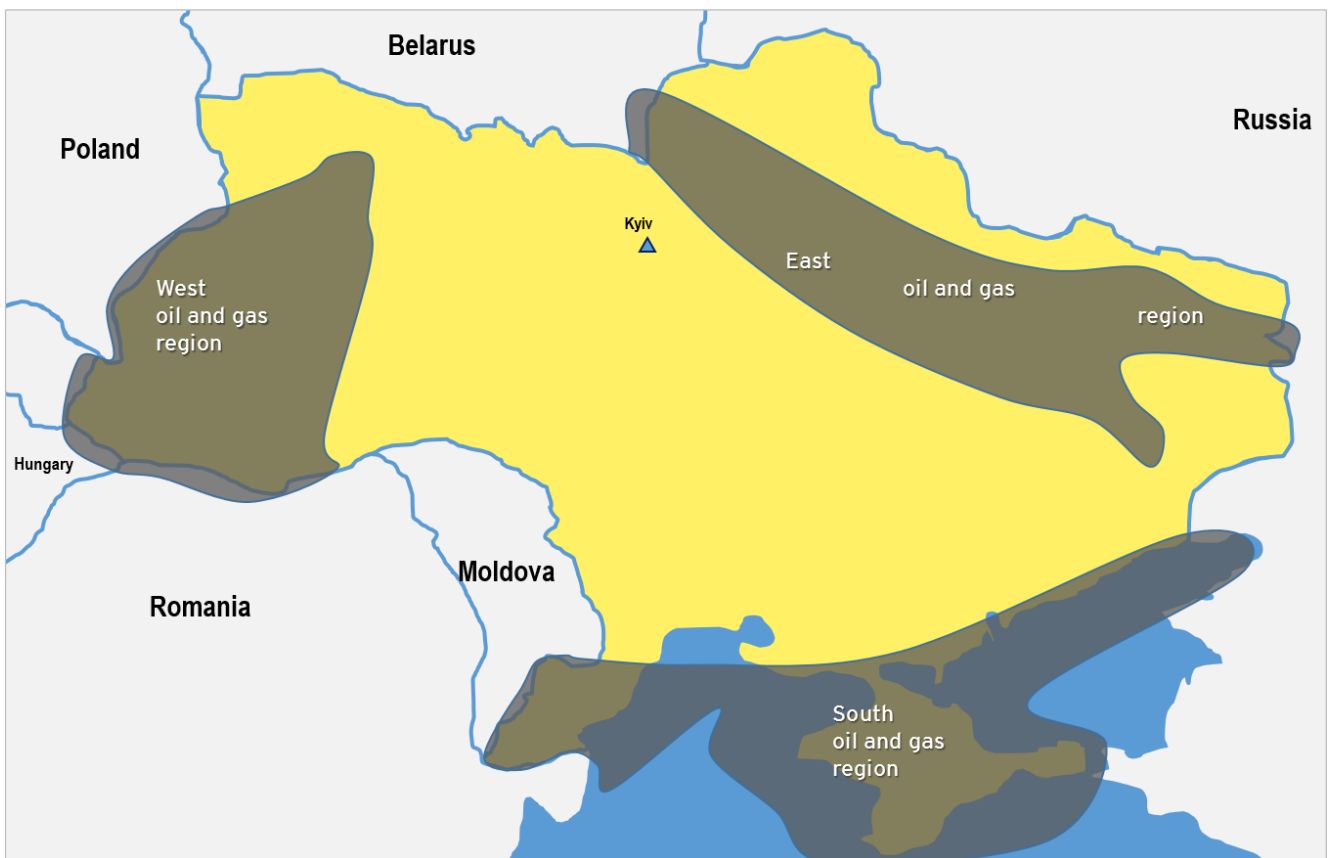 Belarus
Russia
Poland
Kyiv
East
oil and gas
region
West
oil and gas
region
Hungary
Moldova
Romania
South
oil and gas
region